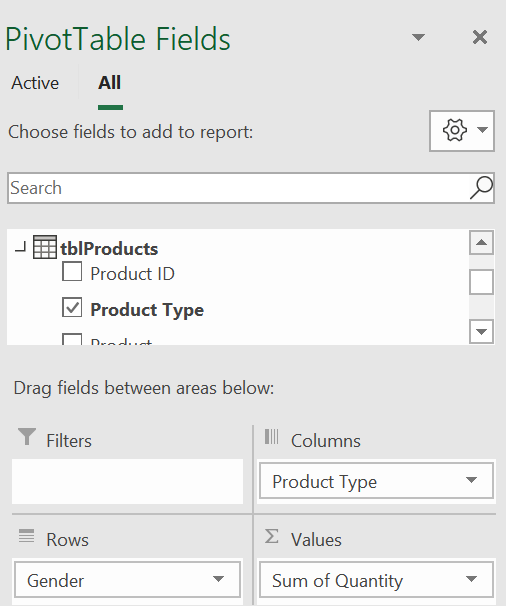 PivotTable Fields
Active All
Choose fields to add to report:
Search
tblProducts
Product ID
Product Type
Product
Drag fields between areas below:
Filters
Columns
Product Type
Rows
Values
Gender
Sum of Quantity